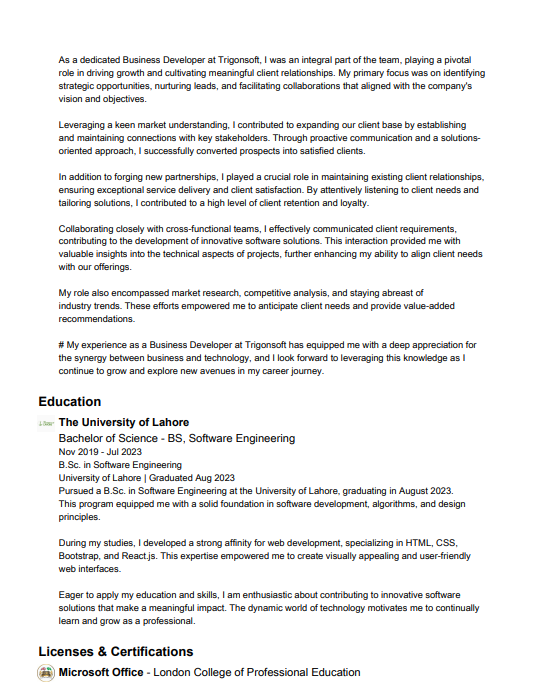 As a dedicated Business Developer at Trigonsoft, I was an integral part of the team, playing a pivotal
role in driving growth and cultivating meaningful client relationships. My primary focus was on identifying
strategic opportunities, nurturing leads, and facilitating collaborations that aligned with the company's
vision and objectives.
Leveraging a keen market understanding, I contributed to expanding our client base by establishing
and maintaining connections with key stakeholders. Through proactive communication and a solutions-
oriented approach, I successfully converted prospects into satisfied clients.
In addition to forging new partnerships, I played a crucial role in maintaining existing client relationships,
ensuring exceptional service delivery and client satisfaction. By attentively listening to client needs and
tailoring solutions, I contributed to a high level of client retention and loyalty.
Collaborating closely with cross-functional teams, I effectively communicated client requirements,
contributing to the development of innovative software solutions. This interaction provided me with
valuable insights into the technical aspects of projects, further enhancing my ability to align client needs
with our offerings.
My role also encompassed market research, competitive analysis, and staying abreast of
industry trends. These efforts empowered me to anticipate client needs and provide value-added
recommendations.
# My experience as a Business Developer at Trigonsoft has equipped me with a deep appreciation for
the synergy between business and technology, and I look forward to leveraging this knowledge as I
continue to grow and explore new avenues in my career journey.
Education
The University of Lahore
Bachelor of Science - BS, Software Engineering
Nov 2019 - Jul 2023
B.Sc. in Software Engineering
University of Lahore | Graduated Aug 2023
Pursued a B.Sc. in Software Engineering at the University of Lahore, graduating in August 2023.
This program equipped me with a solid foundation in software development, algorithms, and design
principles.
During my studies, I developed a strong affinity for web development, specializing in HTML, CSS,
Bootstrap, and React.js. This expertise empowered me to create visually appealing and user-friendly
web interfaces.
Eager to apply my education and skills, I am enthusiastic about contributing to innovative software
solutions that make a meaningful impact. The dynamic world of technology motivates me to continually
learn and grow as a professional.
Licenses & Certifications
Microsoft Office - London College of Professional Education